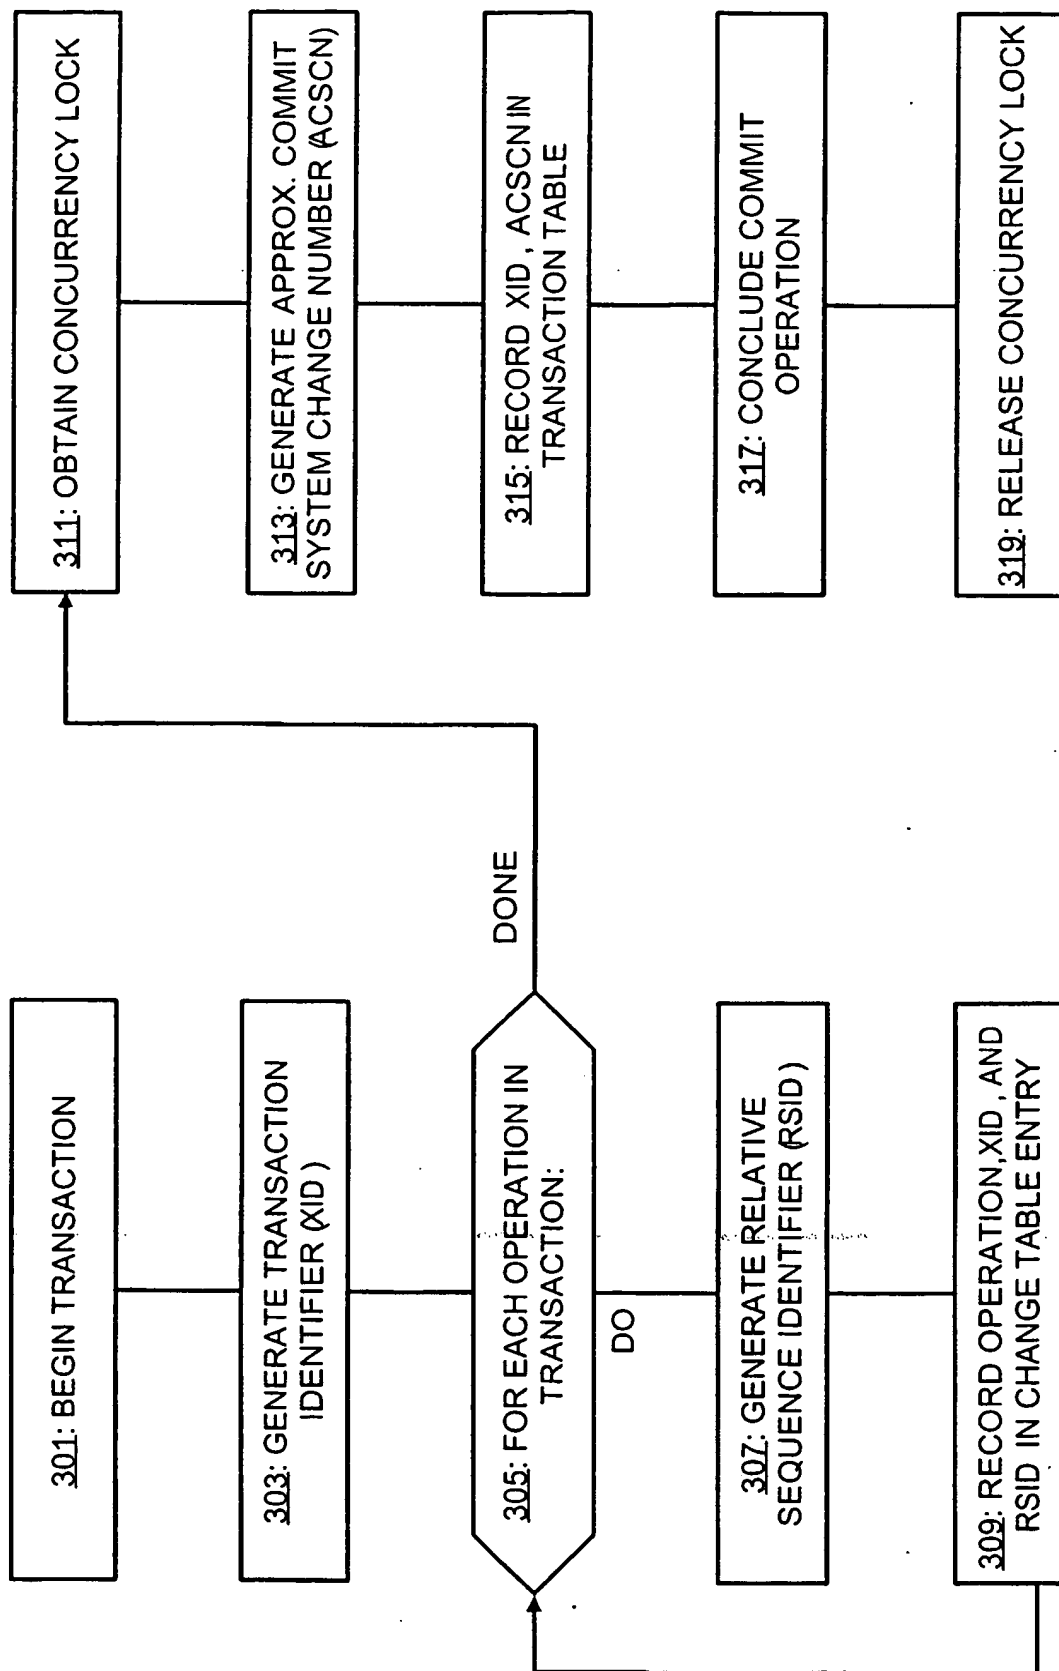 301: BEGIN TRANSACTION
303: GENERATE TRANSACTION
IDENTIFIER (XID)
305: FOR EACH OPERATION IN
TRANSACTION:
DO
DONE
307: GENERATE RELATIVE
SEQUENCE IDENTIFIER (RSID)
309: RECORD OPERATION, XID, AND
RSID IN CHANGE TABLE ENTRY
311: OBTAIN CONCURRENCY LOCK
313: GENERATE APPROX. COMMIT
SYSTEM CHANGE NUMBER (ACSCN)
315: RECORD XID, ACSCN IN
TRANSACTION TABLE
317: CONCLUDE COMMIT
OPERATION
319: RELEASE CONCURRENCY LOCK